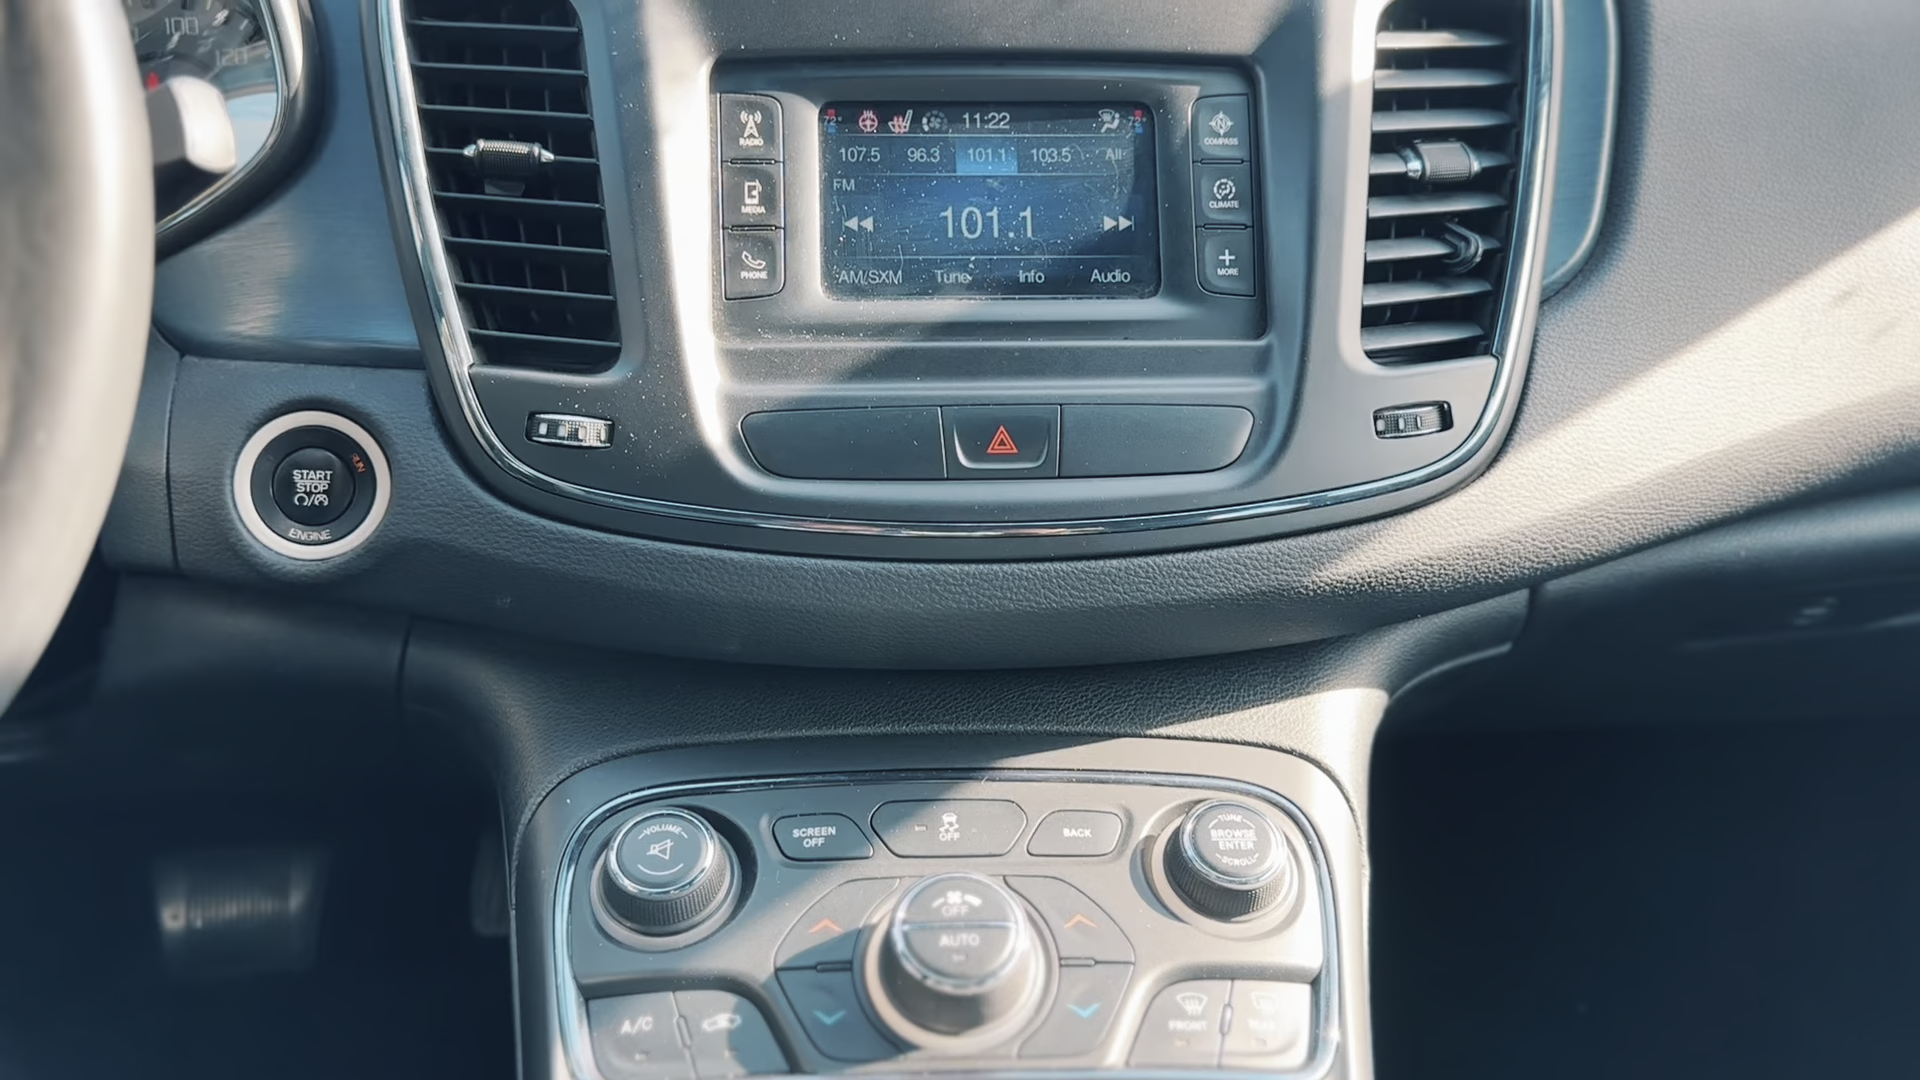 100
120
RADIO
MEDIA
PHONE
72° 11:22 72°
107.5 96.3 101.1 103.5 All
FM
101.1
AM/SXM Tune Info Audio
N
COMPASS
CLIMATE
+
MORE
START
STOP
RUN
ENGINE
VOLUME
SCREEN
OFF
OFF
BACK
TUNE
BROWSE
ENTER
SCROLL
OFF
AUTO
A/C
FRONT